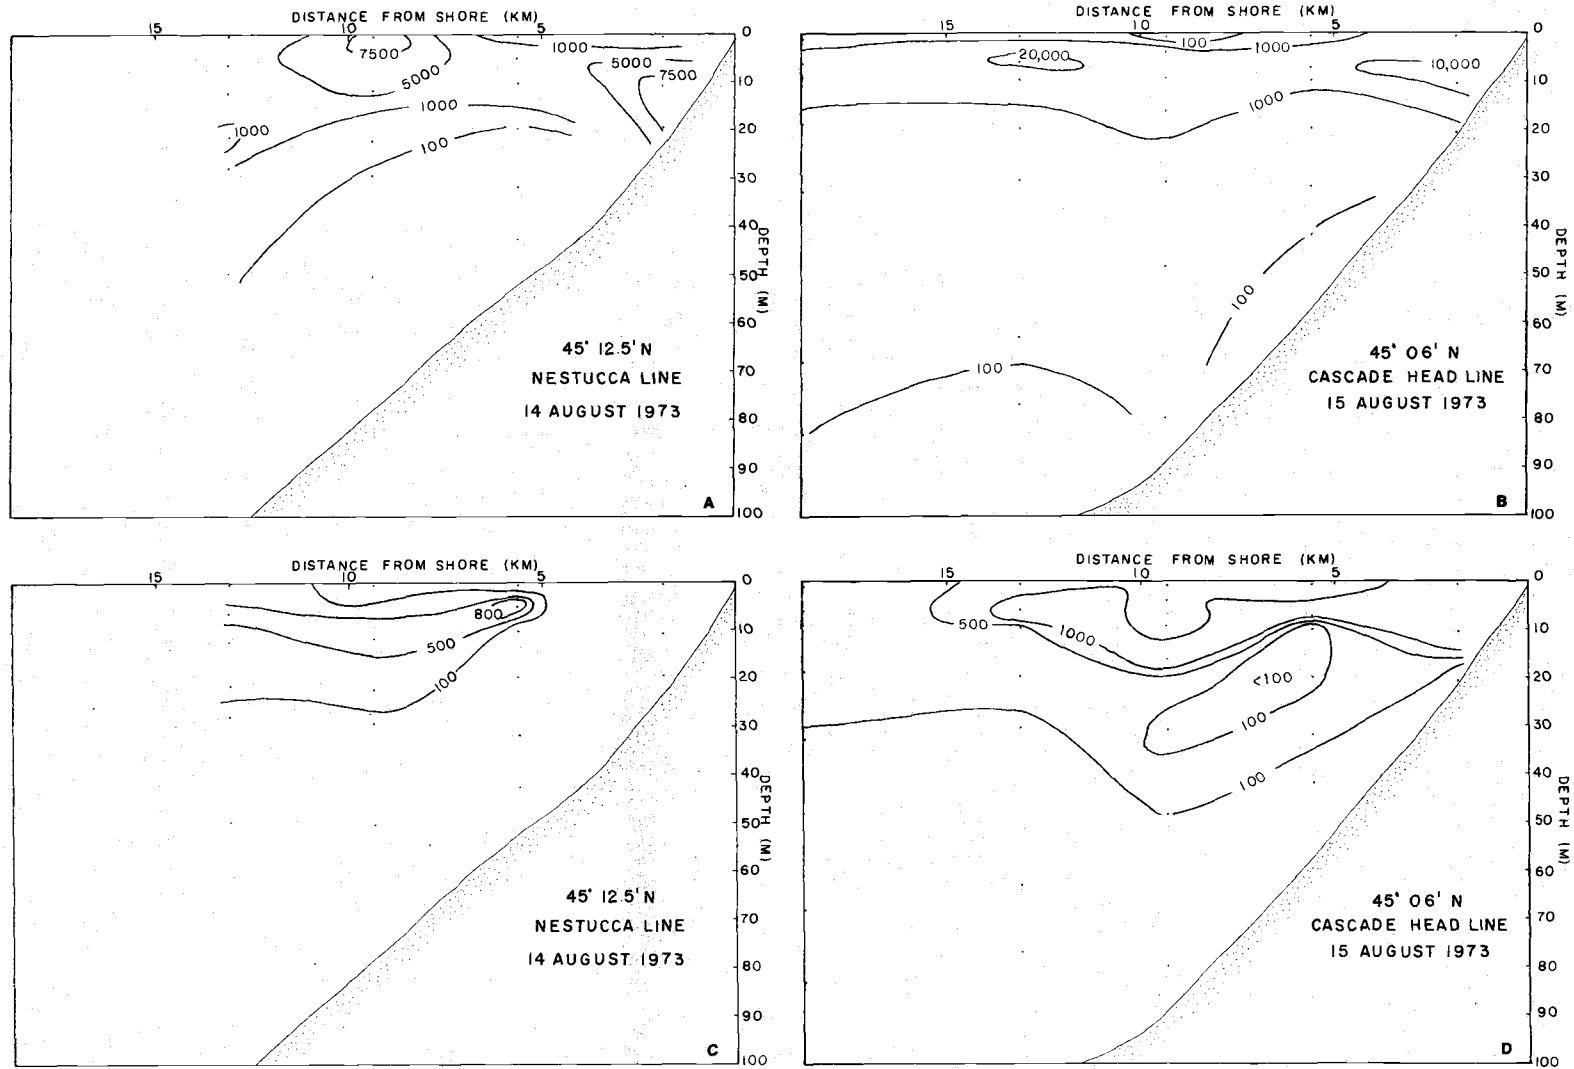 DISTANCE FROM SHORE (KM)
15 10 5 0
7500
1000
5000
5000
7500
1000
1000
100
10
20
30
40
50
60
70
80
90
100
DEPTH (M)
45° 12.5' N
NESTUCCA LINE
14 AUGUST 1973
A
DISTANCE FROM SHORE (KM)
15 10 5 0
100
1000
20,000
10,000
1000
100
100
10
20
30
40
50
60
70
80
90
100
DEPTH (M)
45° 06' N
CASCADE HEAD LINE
15 AUGUST 1973
B
DISTANCE FROM SHORE (KM)
15 10 5 0
800
500
100
10
20
30
40
50
60
70
80
90
100
DEPTH (M)
45° 12.5' N
NESTUCCA LINE
14 AUGUST 1973
C
DISTANCE FROM SHORE (KM)
15 10 5 0
500
1000
<100
100
100
10
20
30
40
50
60
70
80
90
100
DEPTH (M)
45° 06' N
CASCADE HEAD LINE
15 AUGUST 1973
D